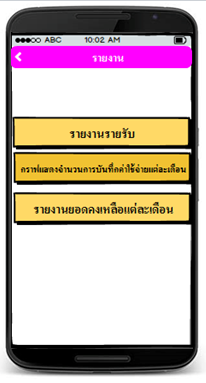 ABC 10:02 AM
รายงาน
รายงานรายรับ
กราฟแสดงจำนวนการบันทึกค่าใช้จ่ายแต่ละเดือน
รายงานยอดคงเหลือแต่ละเดือน